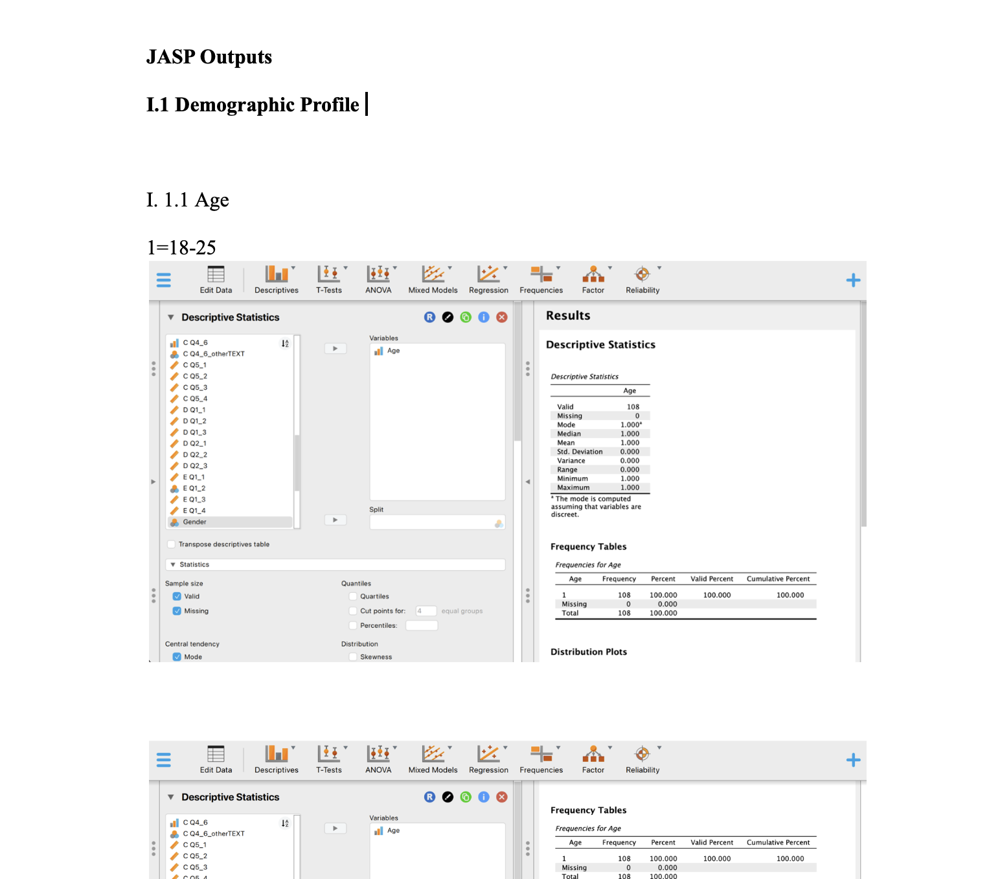 JASP Outputs
I.1 Demographic Profile
I. 1.1 Age
1=18-25
Edit Data Descriptives T-Tests ANOVA Mixed Models Regression Frequencies Factor Reliability
Descriptive Statistics
R i
C Q4_6
C Q4_6_otherTEXT
C Q5_1
C Q5_2
C Q5_3
C Q5_4
D Q1_1
D Q1_2
D Q1_3
D Q2_1
D Q2_2
D Q2_3
E Q1_1
E Q1_2
E Q1_3
E Q1_4
Gender
Variables
Age
Split
Transpose descriptives table
Statistics
Sample size
Valid
Missing
Central tendency
Mode
Quantiles
Quartiles
Cut points for: 4 equal groups
Percentiles:
Distribution
Skewness
Results
Descriptive Statistics
Descriptive Statistics
Age
Valid 108
Missing 0
Mode 1.000ᵃ
Median 1.000
Mean 1.000
Std. Deviation 0.000
Variance 0.000
Range 0.000
Minimum 1.000
Maximum 1.000
ᵃ The mode is computed
assuming that variables are
discreet.
Frequency Tables
Frequencies for Age
Age Frequency Percent Valid Percent Cumulative Percent
1 108 100.000 100.000 100.000
Missing 0 0.000
Total 108 100.000
Distribution Plots
Edit Data Descriptives T-Tests ANOVA Mixed Models Regression Frequencies Factor Reliability
Descriptive Statistics
R i
C Q4_6
C Q4_6_otherTEXT
C Q5_1
C Q5_2
C Q5_3
C Q5_4
Variables
Age
Frequency Tables
Frequencies for Age
Age Frequency Percent Valid Percent Cumulative Percent
1 108 100.000 100.000 100.000
Missing 0 0.000
Total 108 100.000